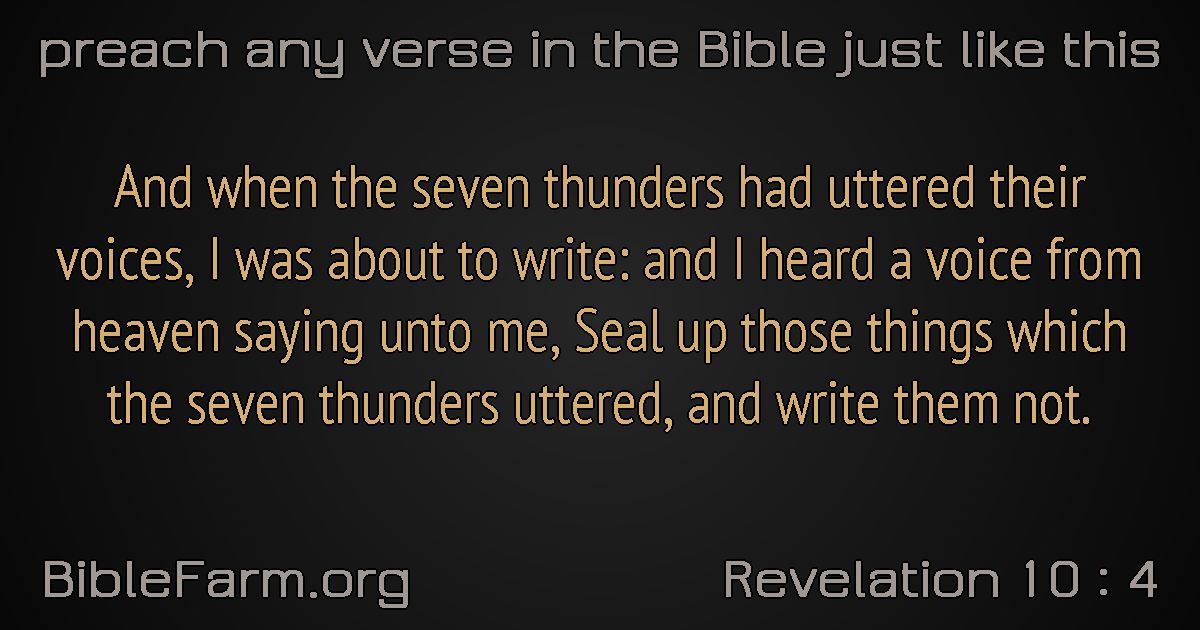 preach any verse in the Bible just like this
And when the seven thunders had uttered their
voices, I was about to write: and I heard a voice from
heaven saying unto me, Seal up those things which
the seven thunders uttered, and write them not.
BibleFarm.org
Revelation 10 : 4